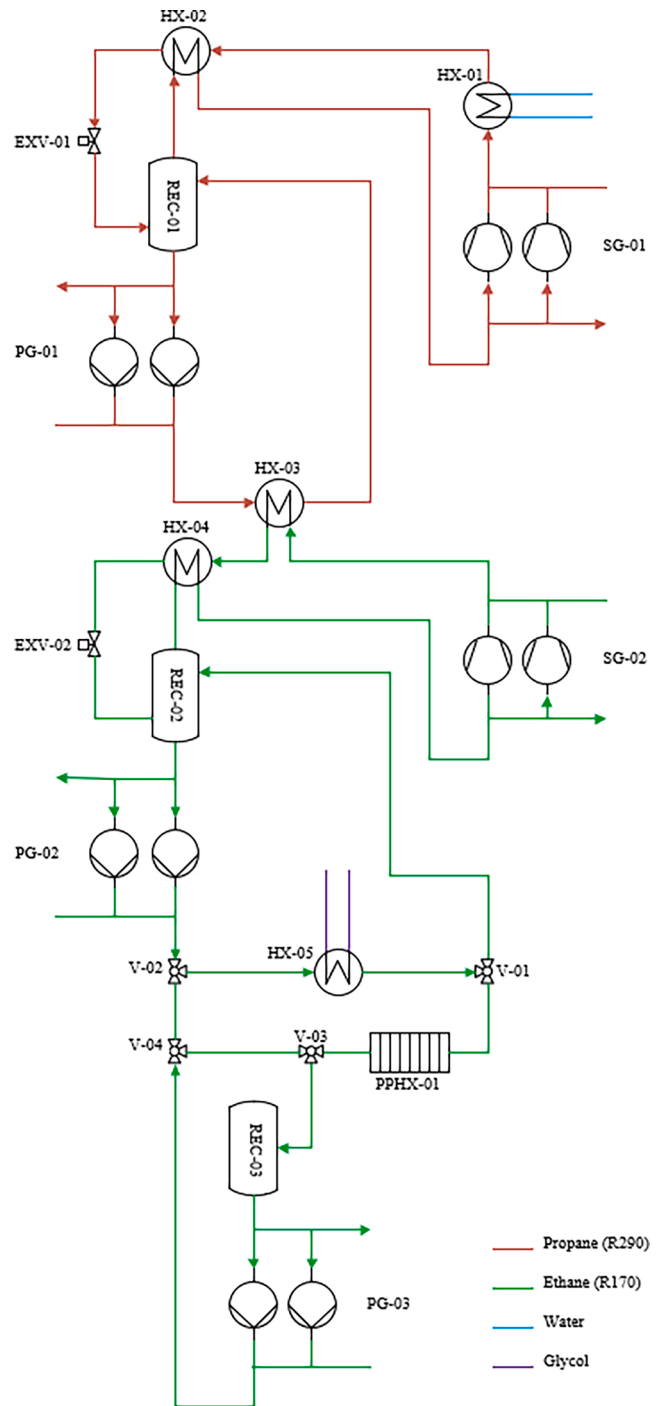 HX-02
HX-01
EXV-01
REC-01
SG-01
PG-01
HX-03
HX-04
EXV-02
REC-02
SG-02
PG-02
HX-05
V-02
V-01
V-04
V-03
PPHX-01
REC-03
PG-03
Propane (R290)
Ethane (R170)
Water
Glycol